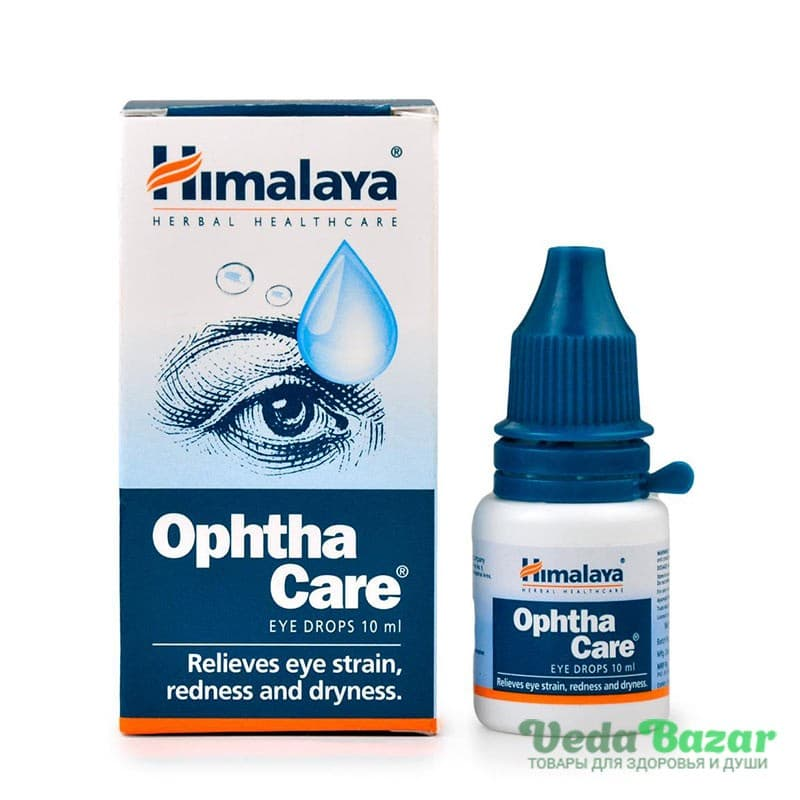 Himalaya®
HERBAL HEALTHCARE
Ophtha
Care®
EYE DROPS 10 ml
Relieves eye strain,
redness and dryness.
Himalaya®
HERBAL HEALTHCARE
Ophtha
Care®
EYE DROPS 10 ml
Relieves eye strain, redness and dryness.
VedaBazar
ТОВАРЫ ДЛЯ ЗДОРОВЬЯ И ДУШИ